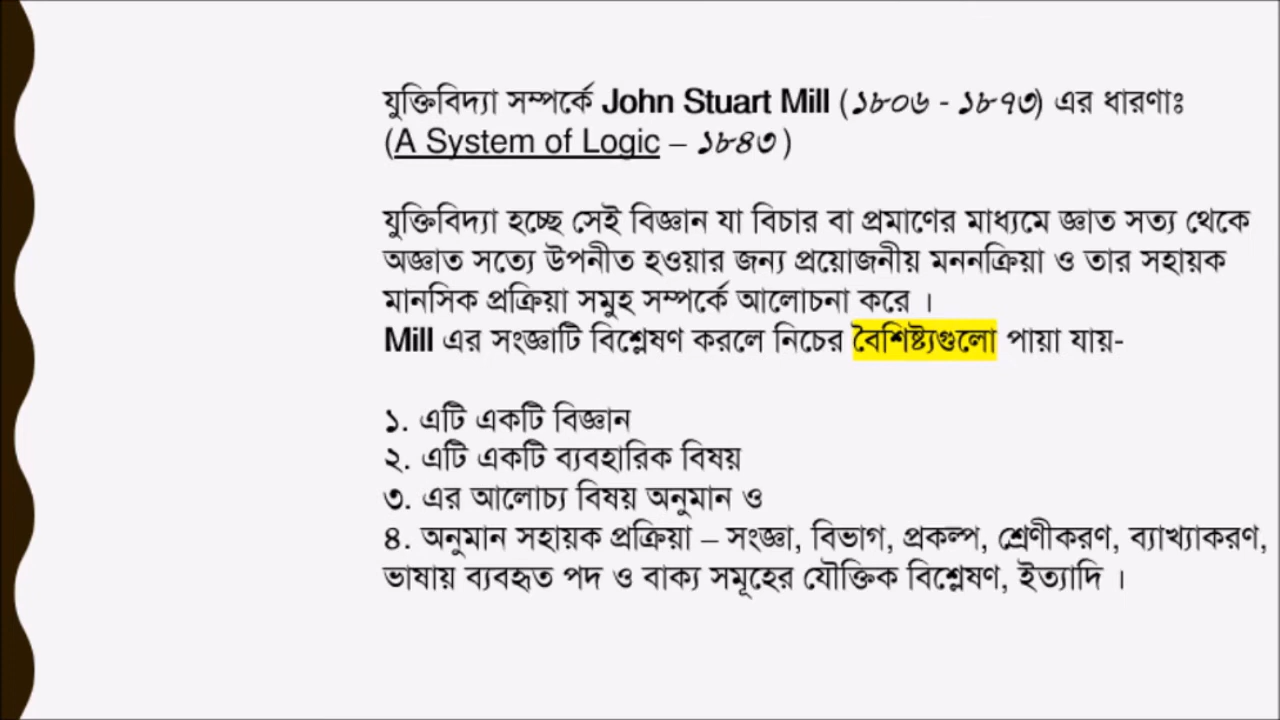 যুক্তিবিদ্যা সম্পর্কে John Stuart Mill (১৮০৬ - ১৮৭৩) এর ধারণাঃ
(A System of Logic – ১৮৪৩)
যুক্তিবিদ্যা হচ্ছে সেই বিজ্ঞান যা বিচার বা প্রমাণের মাধ্যমে জ্ঞাত সত্য থেকে
অজ্ঞাত সত্যে উপনীত হওয়ার জন্য প্রয়োজনীয় মননক্রিয়া ও তার সহায়ক
মানসিক প্রক্রিয়া সমুহ সম্পর্কে আলোচনা করে ।
Mill এর সংজ্ঞাটি বিশ্লেষণ করলে নিচের বৈশিষ্ট্যগুলো পায়া যায়-
১. এটি একটি বিজ্ঞান
২. এটি একটি ব্যবহারিক বিষয়
৩. এর আলোচ্য বিষয় অনুমান ও
৪. অনুমান সহায়ক প্রক্রিয়া – সংজ্ঞা, বিভাগ, প্রকল্প, শ্রেণীকরণ, ব্যাখ্যাকরণ,
ভাষায় ব্যবহৃত পদ ও বাক্য সমূহের যৌক্তিক বিশ্লেষণ, ইত্যাদি ।